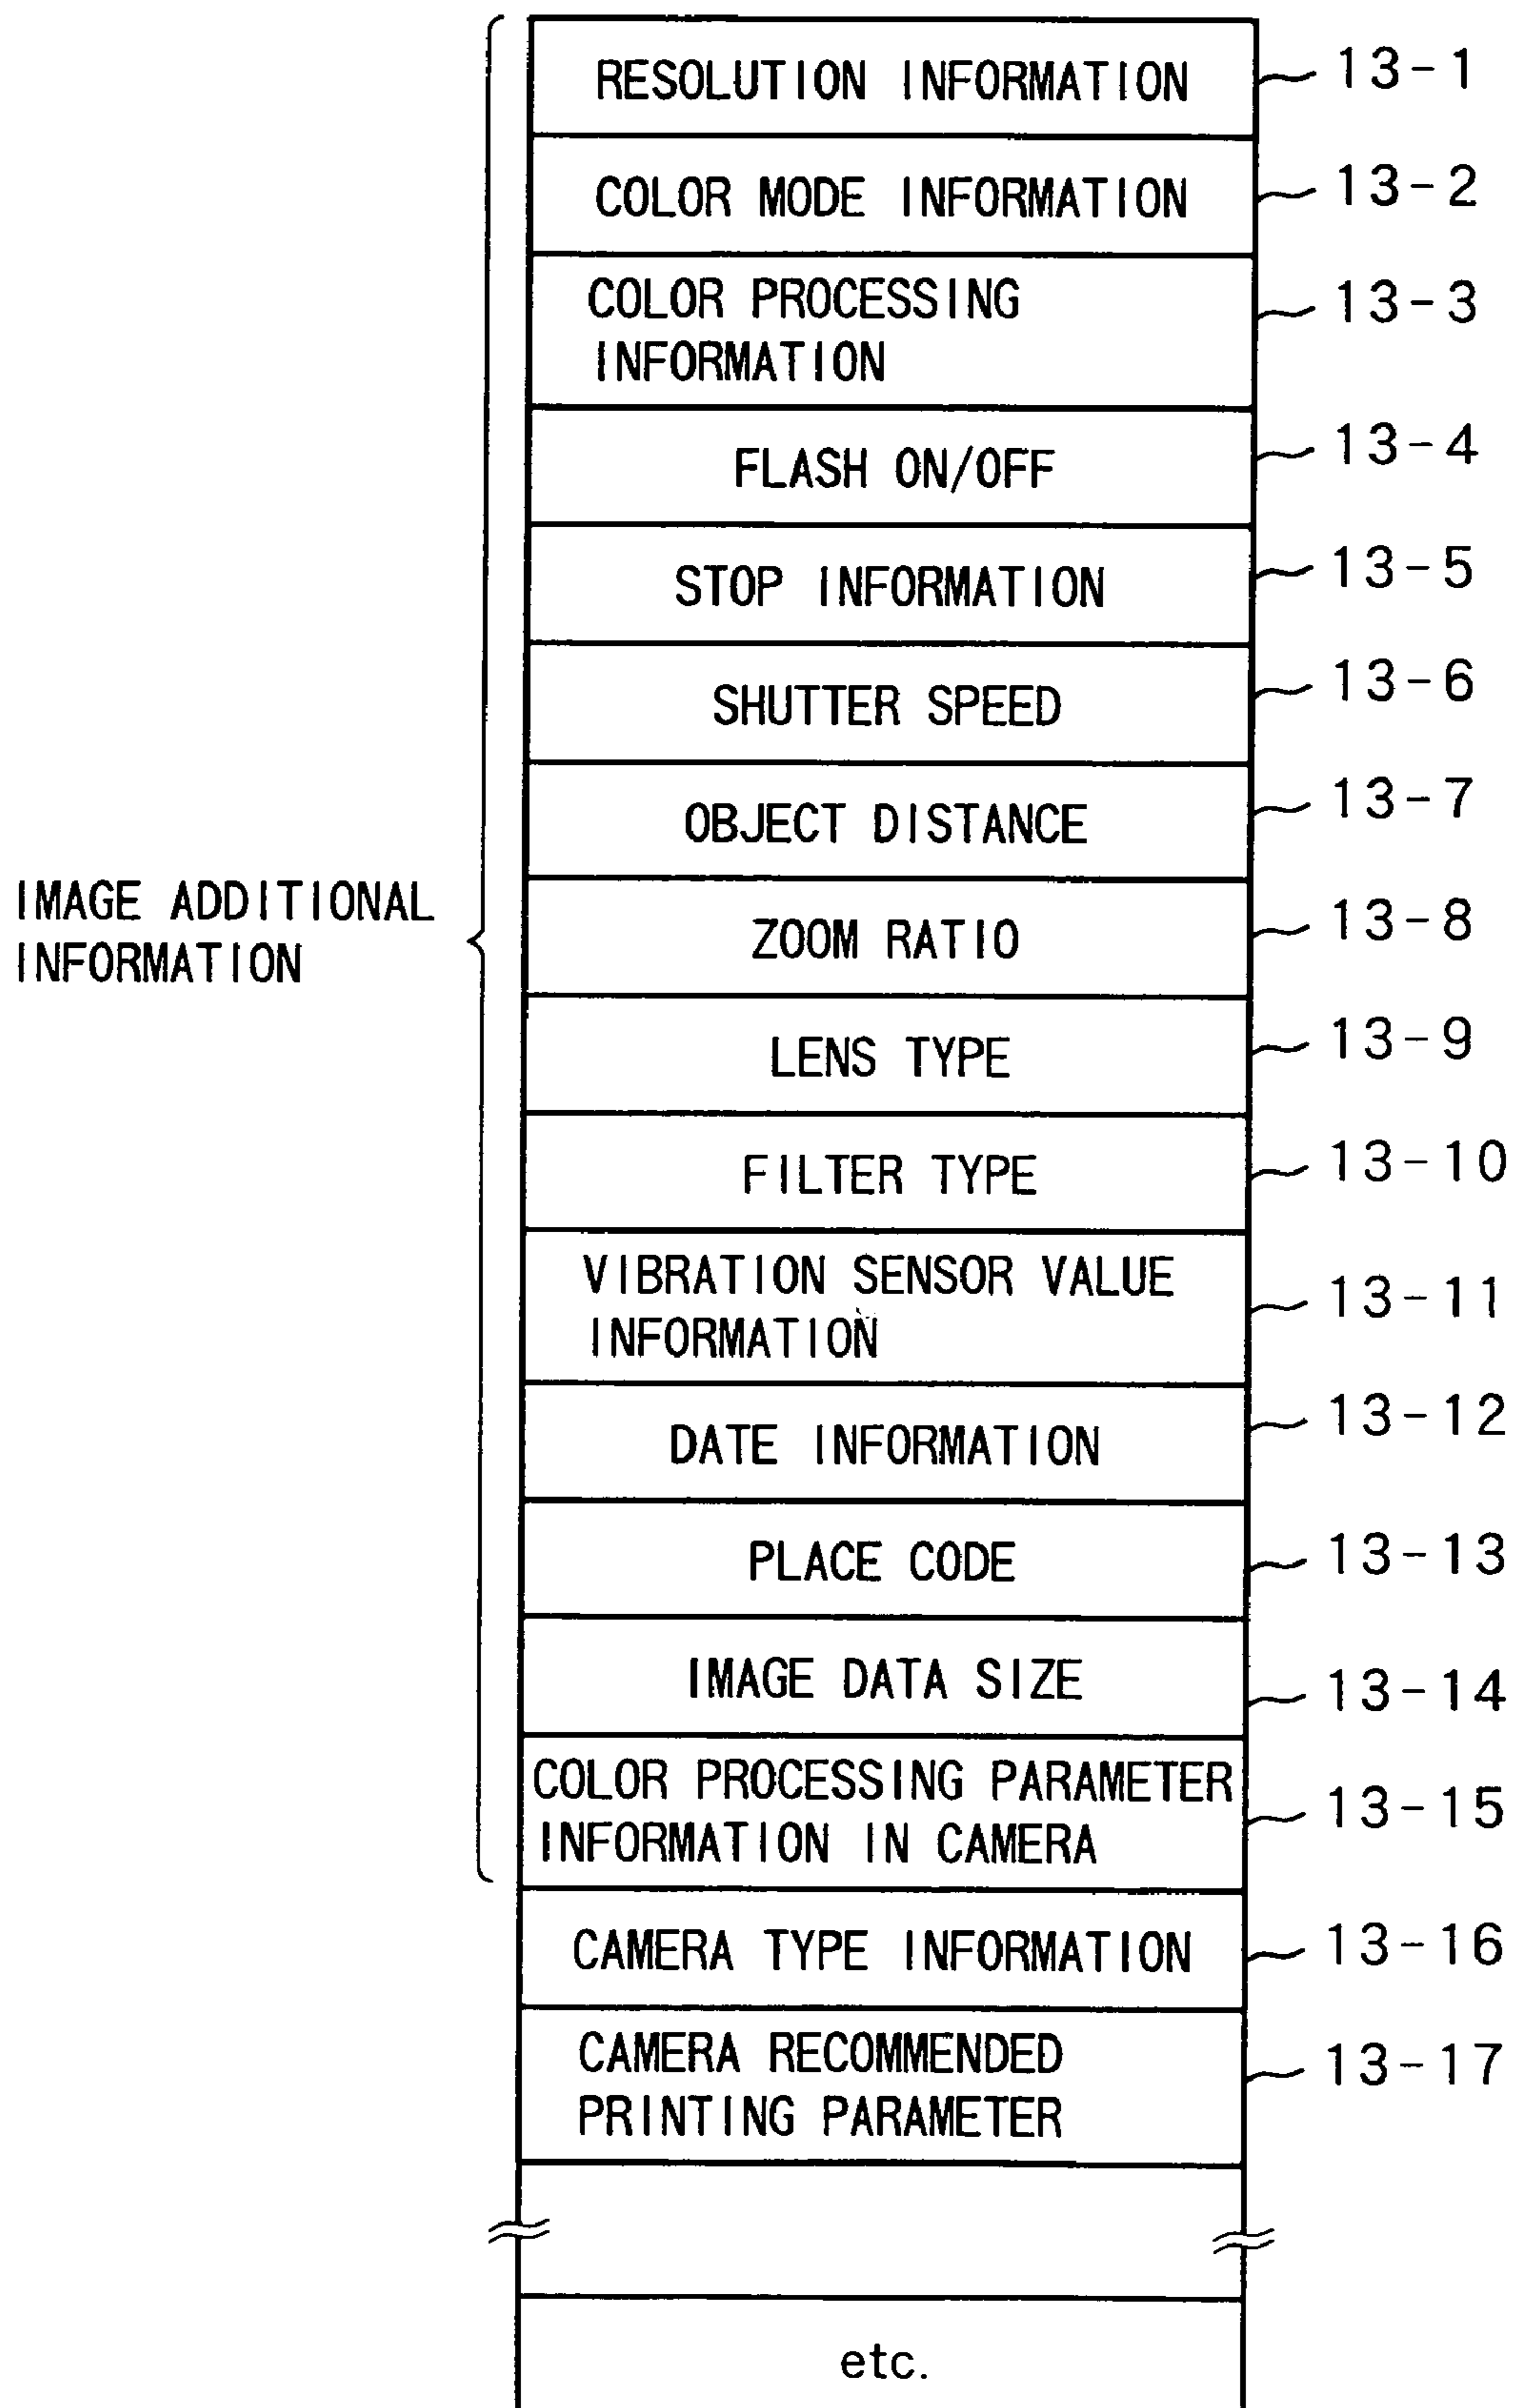 RESOLUTION INFORMATION 13-1
COLOR MODE INFORMATION 13-2
COLOR PROCESSING
INFORMATION 13-3
FLASH ON/OFF 13-4
STOP INFORMATION 13-5
SHUTTER SPEED 13-6
OBJECT DISTANCE 13-7
IMAGE ADDITIONAL
INFORMATION
ZOOM RATIO 13-8
LENS TYPE 13-9
FILTER TYPE 13-10
VIBRATION SENSOR VALUE
INFORMATION 13-11
DATE INFORMATION 13-12
PLACE CODE 13-13
IMAGE DATA SIZE 13-14
COLOR PROCESSING PARAMETER
INFORMATION IN CAMERA 13-15
CAMERA TYPE INFORMATION 13-16
CAMERA RECOMMENDED
PRINTING PARAMETER 13-17
etc.